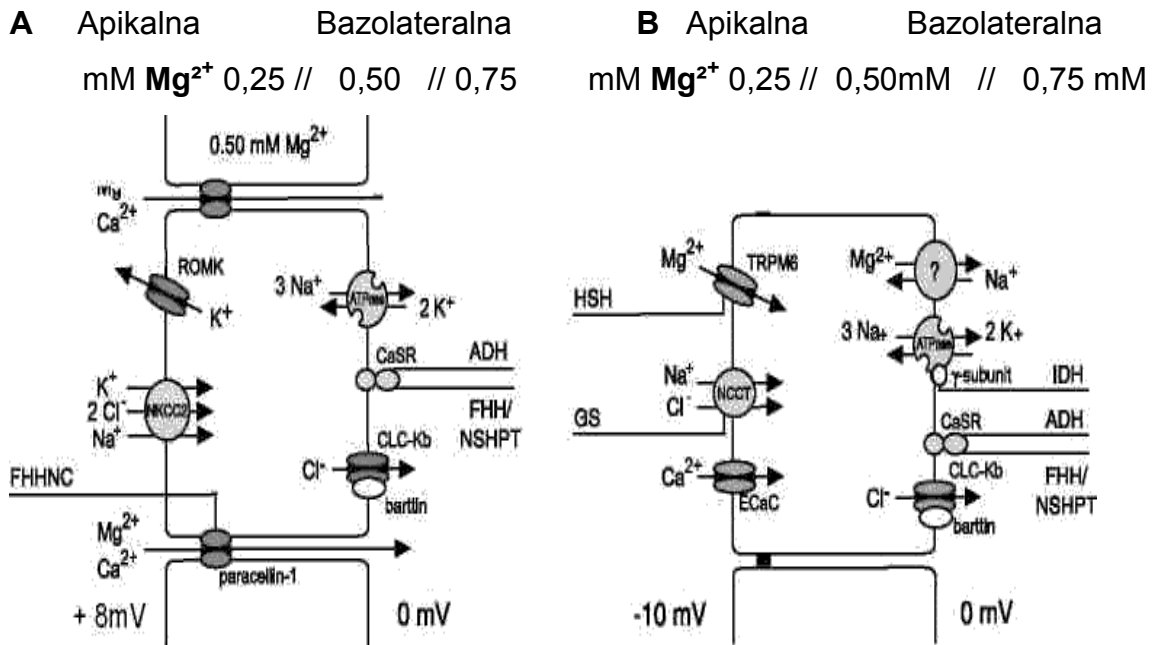 A Apikalna Bazolateralna B Apikalna Bazolateralna
mM Mg²⁺ 0,25 // 0,50 // 0,75 mM Mg²⁺ 0,25 // 0,50mM // 0,75 mM
0.50 mM Mg2+
Mg
Ca2+
ROMK
K+
3 Na+
ATPase
2 K+
CaSR
ADH
FHH/
NSHPT
K+
2 Cl-
Na+
NKCC2
CLC-Kb
Cl-
barttin
FHHNC
Mg2+
Ca2+
paracellin-1
+ 8mV
0 mV
Mg2+
TRPM6
Mg2+
?
Na+
HSH
3 Na+
ATPase
2 K+
γ-subunit
IDH
Na+
Cl-
NCCT
GS
CaSR
ADH
FHH/
NSHPT
Ca2+
ECaC
CLC-Kb
Cl-
barttin
-10 mV
0 mV